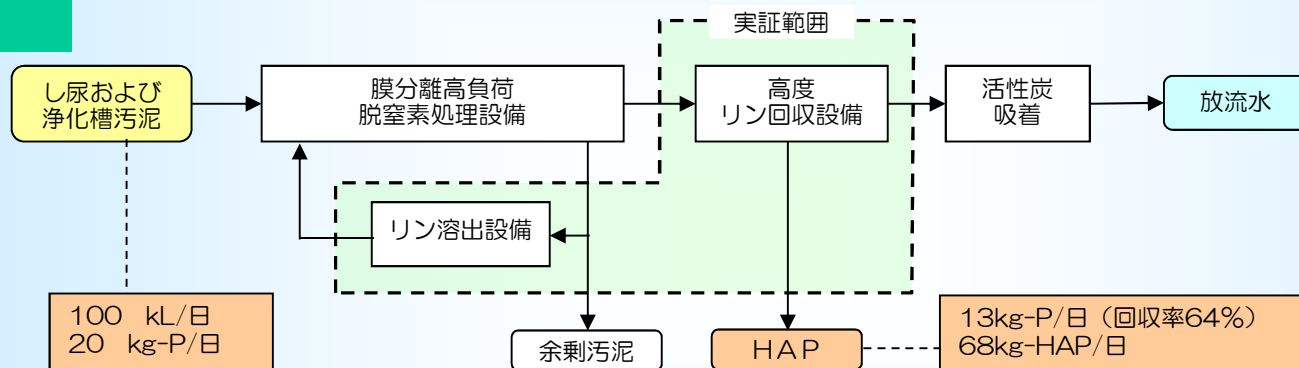 実証範囲
し尿および
浄化槽汚泥
膜分離高負荷
脱窒素処理設備
高度
リン回収設備
活性炭
吸着
放流水
リン溶出設備
100 kL/日
20 kg-P/日
余剰汚泥
HAP
13kg-P/日（回収率64%）
68kg-HAP/日